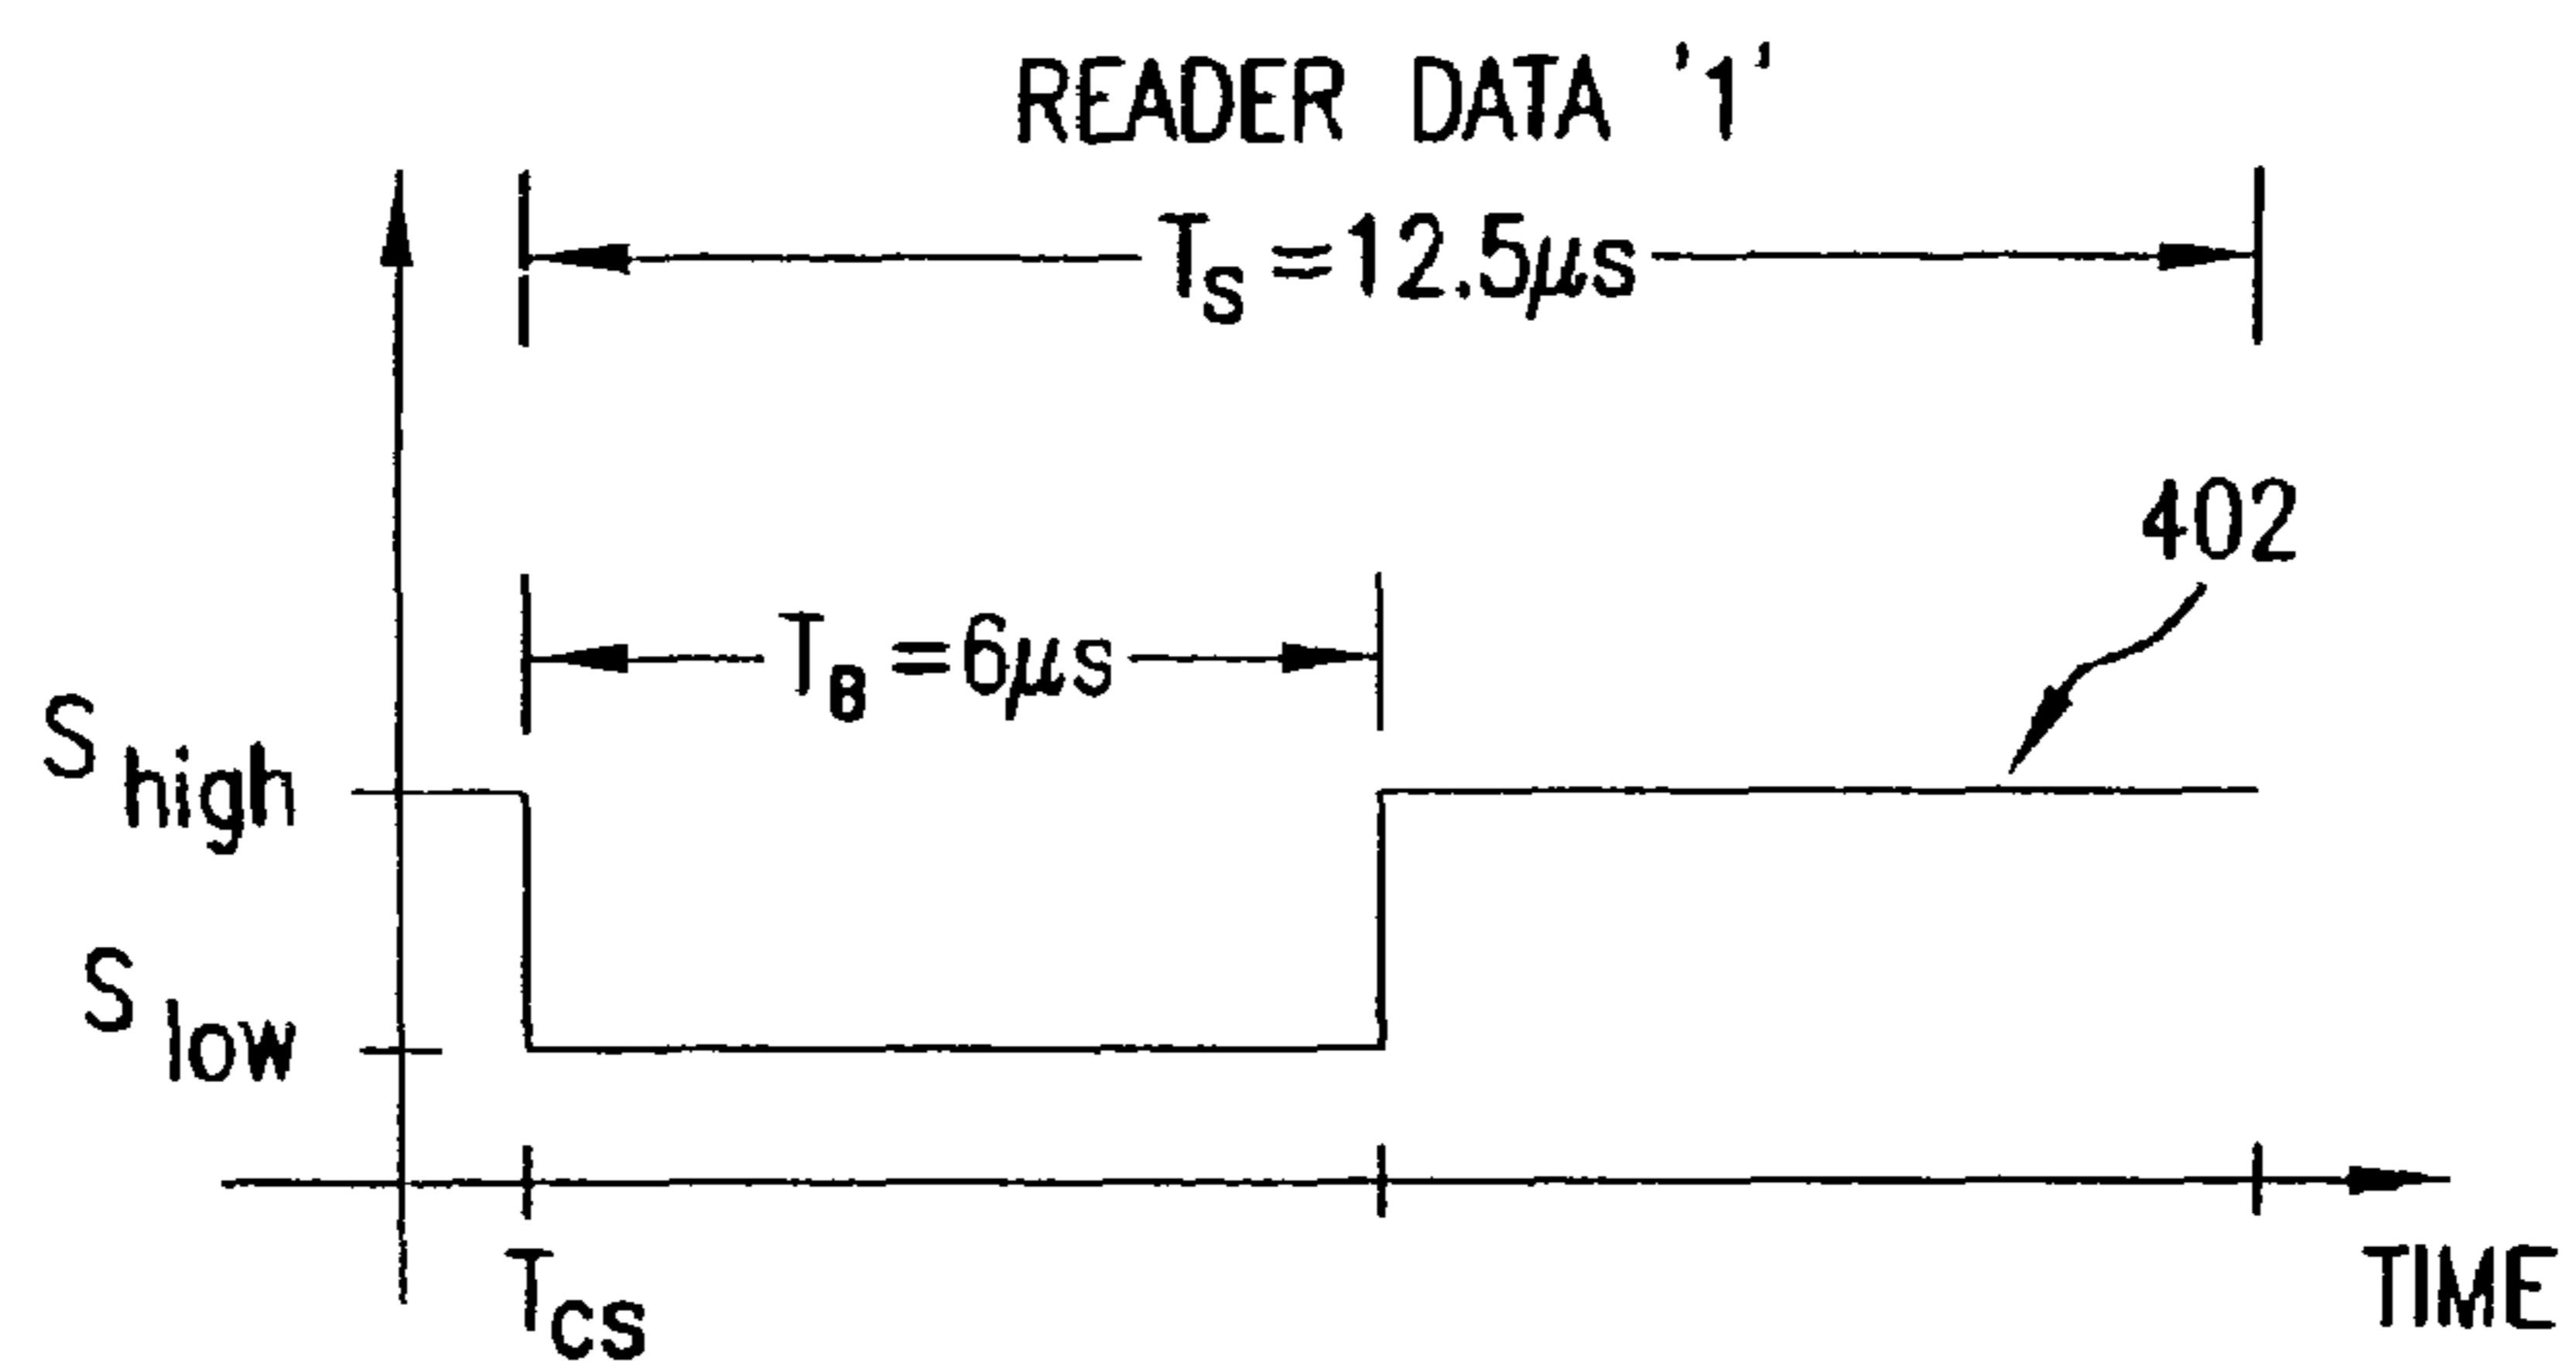 READER DATA '1'
T_S = 12.5μs
402
T_B = 6μs
S_high
S_low
T_CS
TIME